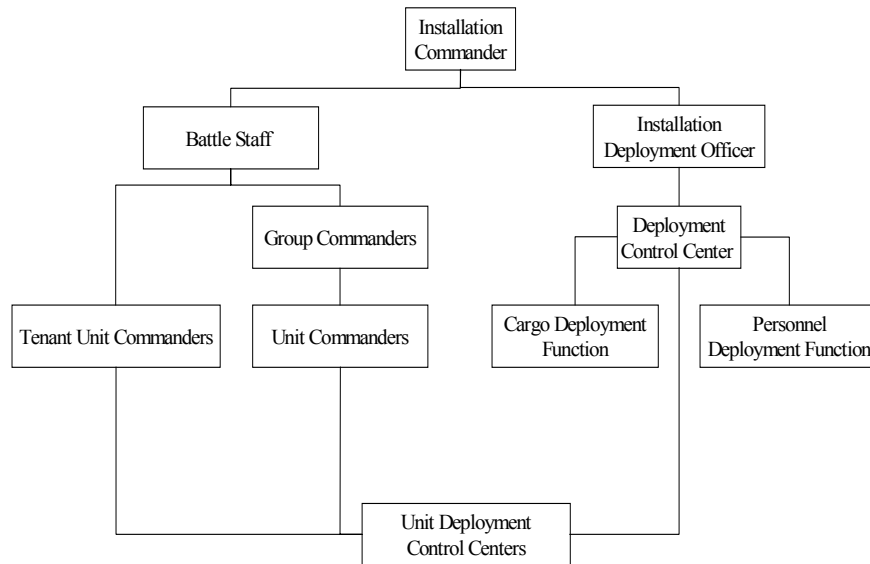 Installation
Commander
Battle Staff
Installation
Deployment Officer
Group Commanders
Deployment
Control Center
Tenant Unit Commanders
Unit Commanders
Cargo Deployment
Function
Personnel
Deployment Function
Unit Deployment
Control Centers